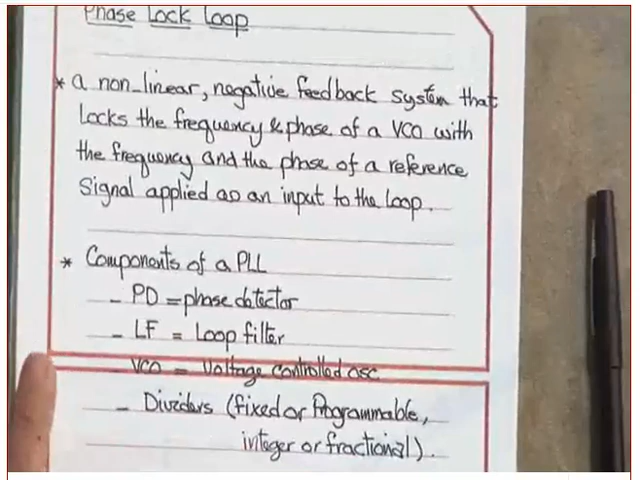 Phase Lock Loop
* a non-linear, negative feedback system that
locks the frequency & phase of a VCO with
the frequency and the phase of a reference
signal applied as an input to the loop.
* Components of a PLL
- PD = phase detector
- LF = Loop filter
VCO = Voltage controlled osc
- Dividers (fixed or Programmable,
integer or fractional).